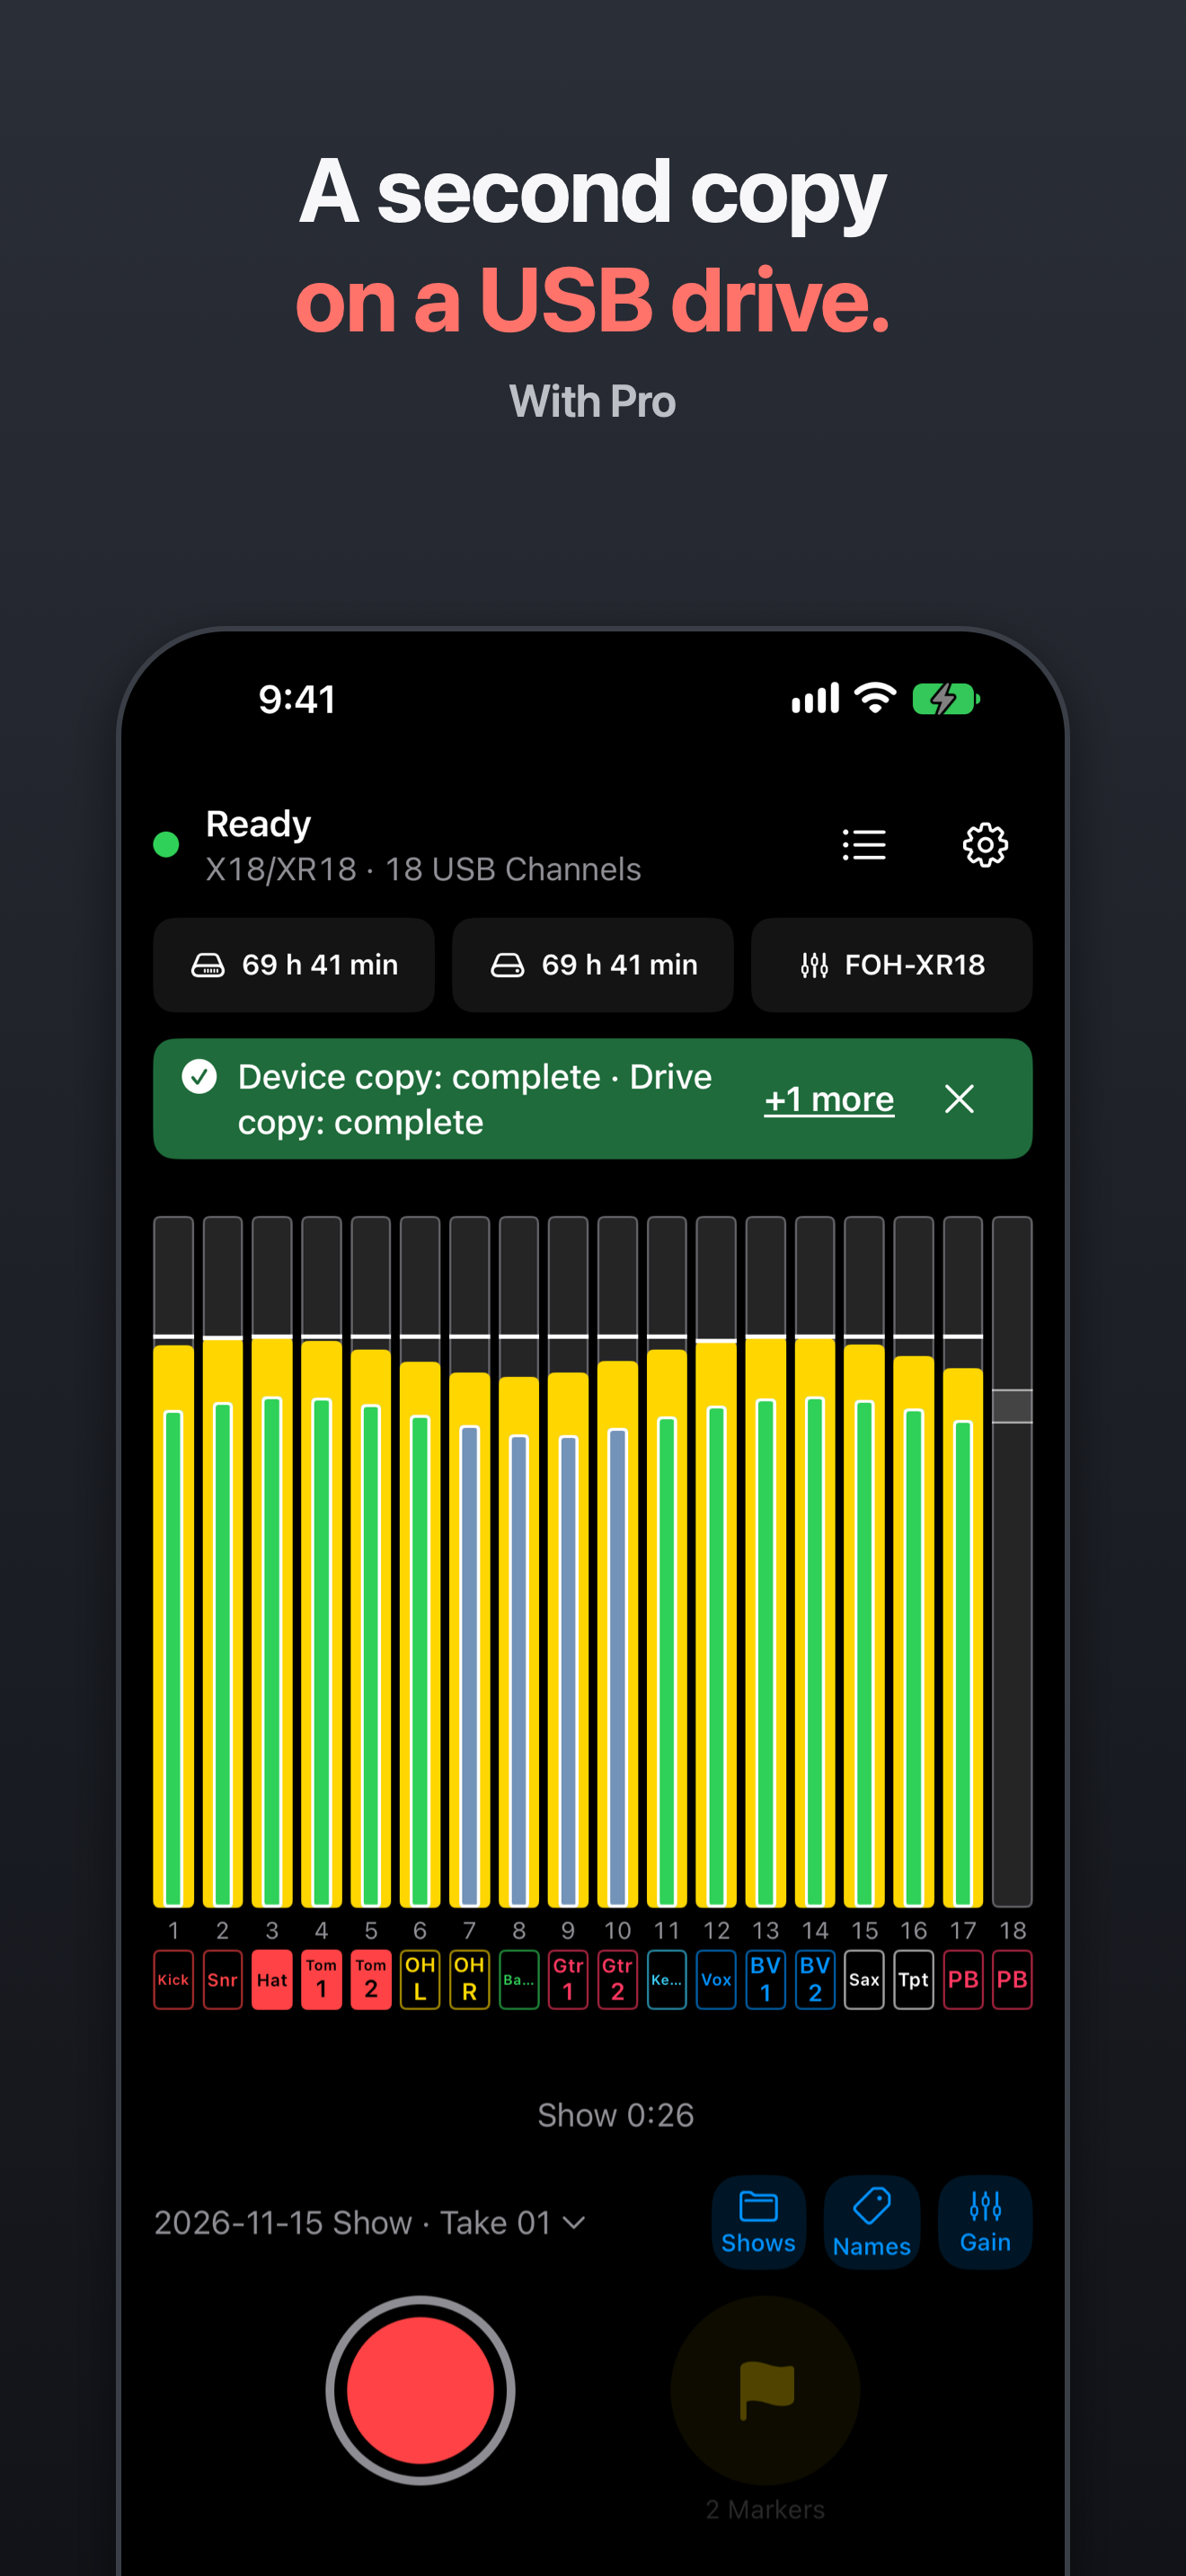 A second copy
on a USB drive.
With Pro
9:41
Ready
X18/XR18 · 18 USB Channels
69 h 41 min
69 h 41 min
FOH-XR18
Device copy: complete · Drive
copy: complete
+1 more
1 2 3 4 5 6 7 8 9 10 11 12 13 14 15 16 17 18
Kick Snr Hat Tom 1 Tom 2 OH L OH R Ba... Gtr 1 Gtr 2 Ke... Vox BV 1 BV 2 Sax Tpt PB PB
Show 0:26
2026-11-15 Show · Take 01
Shows
Names
Gain
2 Markers